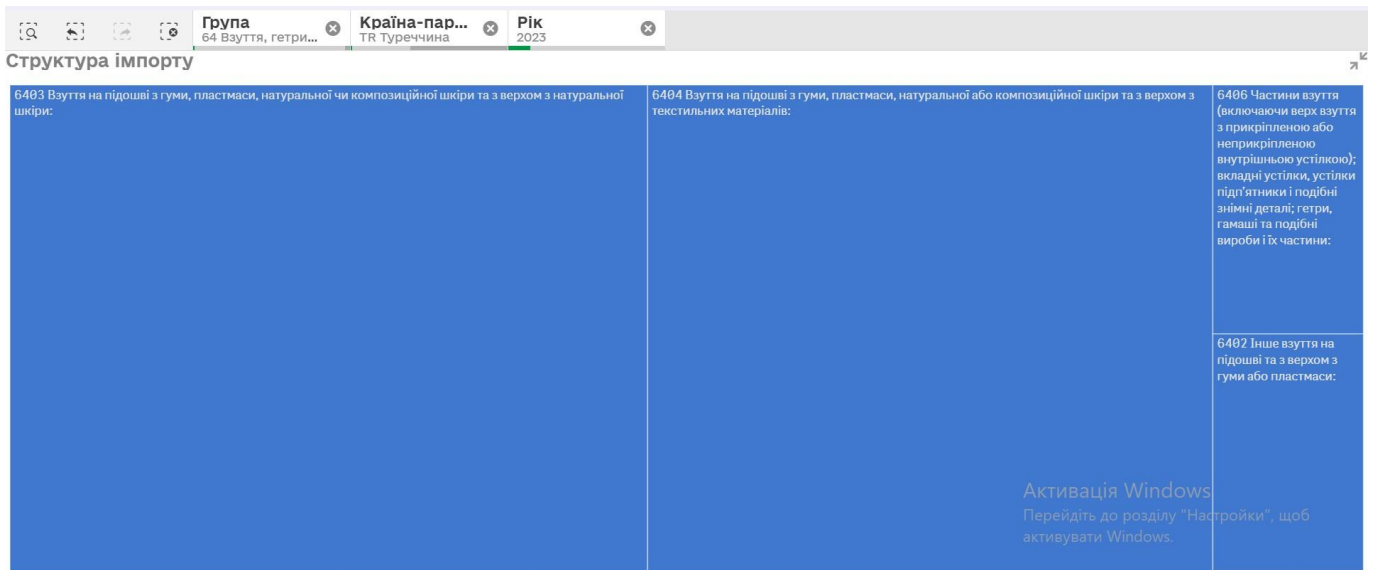 Група
64 Взуття, гетри...
Країна-пар...
TR Туреччина
Рік
2023
Структура імпорту
6403 Взуття на підошві з гуми, пластмаси, натуральної чи композиційної шкіри та з верхом з натуральної
шкіри:
6404 Взуття на підошві з гуми, пластмаси, натуральної або композиційної шкіри та з верхом з
текстильних матеріалів:
6406 Частини взуття
(включаючи верх взуття
з прикріпленою або
неприкріпленою
внутрішньою устілкою);
вкладні устілки, устілки
підп'ятники і подібні
знімні деталі; гетри,
гамаші та подібні
вироби і їх частини:
6402 Інше взуття на
підошві та з верхом з
гуми або пластмаси:
Активація Windows
Перейдіть до розділу "Настройки", щоб
активувати Windows.